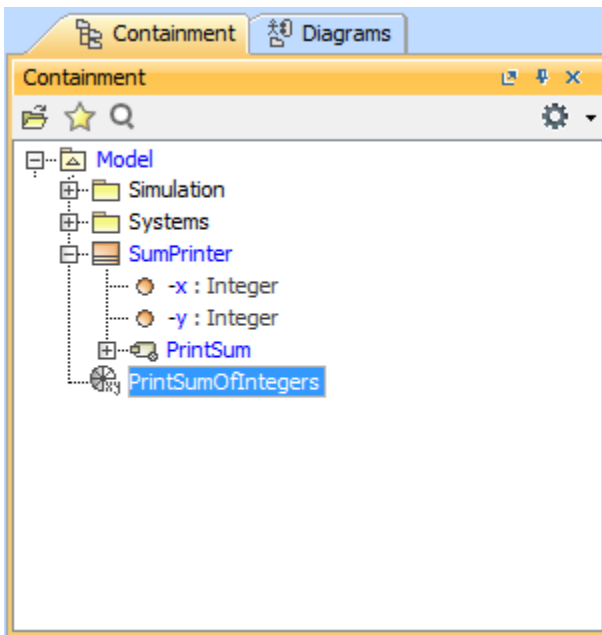 Containment Diagrams
Containment
Model
Simulation
Systems
SumPrinter
-x : Integer
-y : Integer
PrintSum
PrintSumOfIntegers